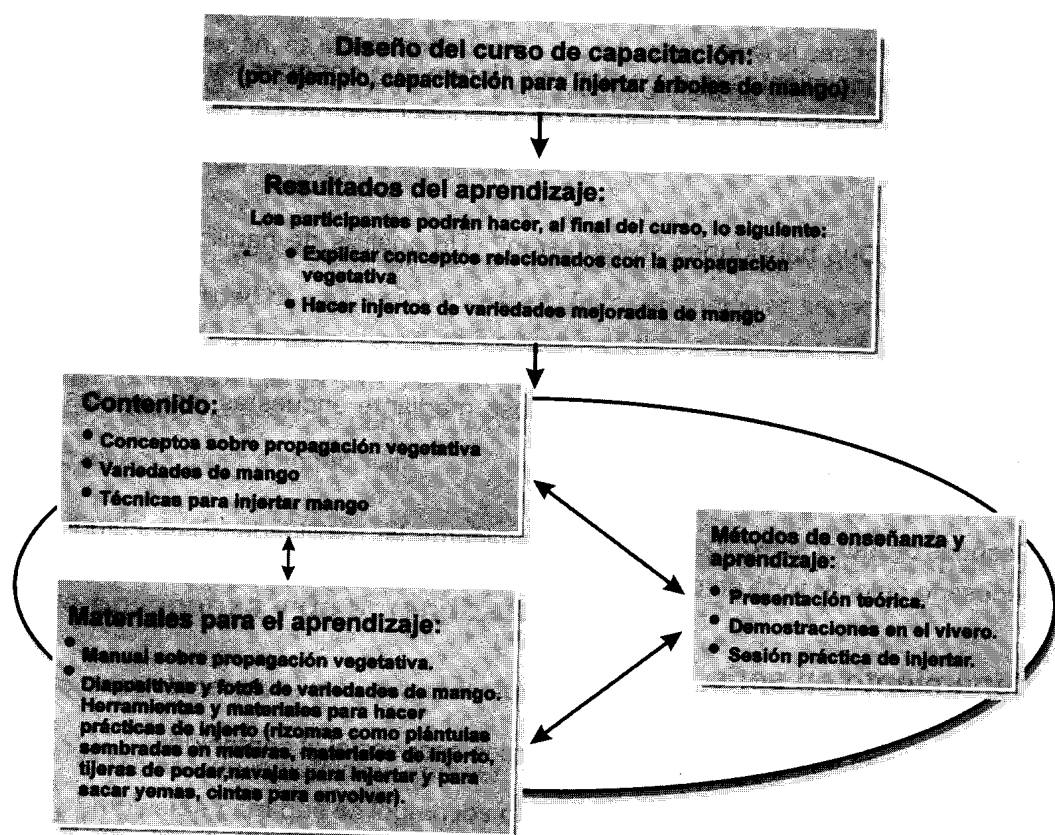 Diseño del curso de capacitación:
(por ejemplo, capacitación para injertar árboles de mango)
Resultados del aprendizaje:
Los participantes podrán hacer, al final del curso, lo siguiente:
• Explicar conceptos relacionados con la propagación
vegetativa
• Hacer injertos de variedades mejoradas de mango
Contenido:
• Conceptos sobre propagación vegetativa
• Variedades de mango
• Técnicas para injertar mango
Métodos de enseñanza y
aprendizaje:
• Presentación teórica.
• Demostraciones en el vivero.
• Sesión práctica de injertar.
Materiales para el aprendizaje:
• Manual sobre propagación vegetativa.
• Diapositivas y fotos de variedades de mango.
Herramientas y materiales para hacer
prácticas de injerto (rizomas como plántulas
sembradas en materas, materiales de injerto,
tijeras de podar,navajas para injertar y para
sacar yemas, cintas para envolver).